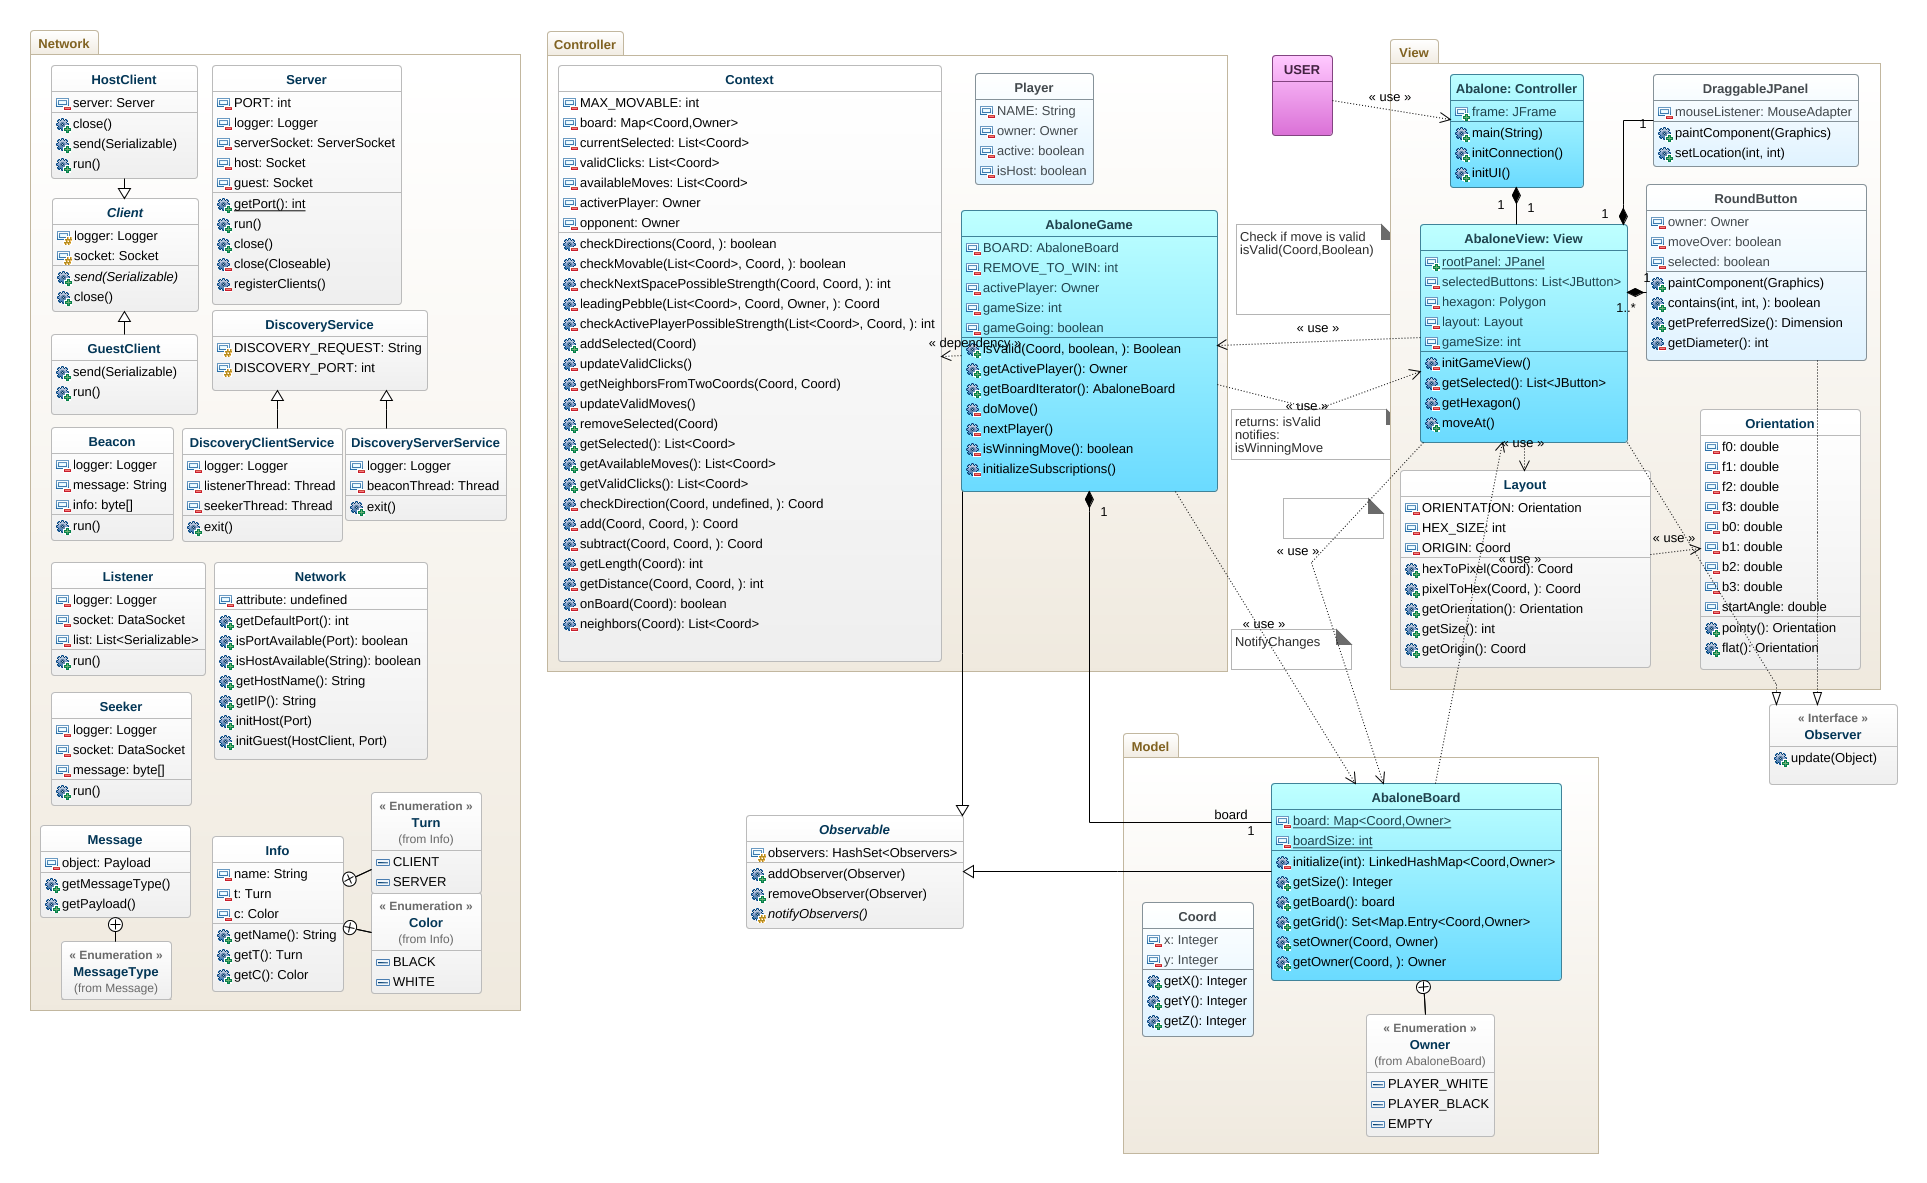 Network
HostClient
server: Server
close()
send(Serializable)
run()
Client
logger: Logger
socket: Socket
send(Serializable)
close()
GuestClient
send(Serializable)
run()
Server
PORT: int
logger: Logger
serverSocket: ServerSocket
host: Socket
guest: Socket
getPort(): int
run()
close()
close(Closeable)
registerClients()
DiscoveryService
DISCOVERY_REQUEST: String
DISCOVERY_PORT: int
Beacon
logger: Logger
message: String
info: byte[]
run()
DiscoveryClientService
logger: Logger
listenerThread: Thread
seekerThread: Thread
exit()
DiscoveryServerService
logger: Logger
beaconThread: Thread
exit()
Listener
logger: Logger
socket: DataSocket
list: List<Serializable>
run()
Network
attribute: undefined
getDefaultPort(): int
isPortAvailable(Port): boolean
isHostAvailable(String): boolean
getHostName(): String
getIP(): String
initHost(Port)
initGuest(HostClient, Port)
Seeker
logger: Logger
socket: DataSocket
message: byte[]
run()
Message
object: Payload
getMessageType()
getPayload()
« Enumeration »
MessageType
(from Message)
Info
name: String
t: Turn
c: Color
getName(): String
getT(): Turn
getC(): Color
« Enumeration »
Turn
(from Info)
CLIENT
SERVER
« Enumeration »
Color
(from Info)
BLACK
WHITE
Controller
Context
MAX_MOVABLE: int
board: Map<Coord,Owner>
currentSelected: List<Coord>
validClicks: List<Coord>
availableMoves: List<Coord>
activerPlayer: Owner
opponent: Owner
checkDirections(Coord, ): boolean
checkMovable(List<Coord>, Coord, ): boolean
checkNextSpacePossibleStrength(Coord, Coord, ): int
leadingPebble(List<Coord>, Coord, Owner, ): Coord
checkActivePlayerPossibleStrength(List<Coord>, Coord, ): int
addSelected(Coord)
updateValidClicks()
getNeighborsFromTwoCoords(Coord, Coord)
updateValidMoves()
removeSelected(Coord)
getSelected(): List<Coord>
getAvailableMoves(): List<Coord>
getValidClicks(): List<Coord>
checkDirection(Coord, undefined, ): Coord
add(Coord, Coord, ): Coord
subtract(Coord, Coord, ): Coord
getLength(Coord): int
getDistance(Coord, Coord, ): int
onBoard(Coord): boolean
neighbors(Coord): List<Coord>
Player
NAME: String
owner: Owner
active: boolean
isHost: boolean
AbaloneGame
BOARD: AbaloneBoard
REMOVE_TO_WIN: int
activePlayer: Owner
gameSize: int
gameGoing: boolean
« dependency »
isValid(Coord, boolean, ): Boolean
getActivePlayer(): Owner
getBoardIterator(): AbaloneBoard
doMove()
nextPlayer()
isWinningMove(): boolean
initializeSubscriptions()
1
USER
« use »
Check if move is valid
isValid(Coord,Boolean)
« use »
« use »
returns: isValid
notifies:
isWinningMove
« use »
« use »
NotifyChanges
View
Abalone: Controller
frame: JFrame
main(String)
initConnection()
initUI()
1
1
1
1
AbaloneView: View
rootPanel: JPanel
selectedButtons: List<JButton>
hexagon: Polygon
layout: Layout
gameSize: int
initGameView()
getSelected(): List<JButton>
getHexagon()
moveAt()
1
1..*
DraggableJPanel
mouseListener: MouseAdapter
paintComponent(Graphics)
setLocation(int, int)
RoundButton
owner: Owner
moveOver: boolean
selected: boolean
paintComponent(Graphics)
contains(int, int, ): boolean
getPreferredSize(): Dimension
getDiameter(): int
« use »
Layout
ORIENTATION: Orientation
HEX_SIZE: int
ORIGIN: Coord
« use »
hexToPixel(Coord): Coord
pixelToHex(Coord, ): Coord
getOrientation(): Orientation
getSize(): int
getOrigin(): Coord
« use »
Orientation
f0: double
f1: double
f2: double
f3: double
b0: double
b1: double
b2: double
b3: double
startAngle: double
pointy(): Orientation
flat(): Orientation
« Interface »
Observer
update(Object)
Observable
observers: HashSet<Observers>
addObserver(Observer)
removeObserver(Observer)
notifyObservers()
Model
board
1
AbaloneBoard
board: Map<Coord,Owner>
boardSize: int
initialize(int): LinkedHashMap<Coord,Owner>
getSize(): Integer
getBoard(): board
getGrid(): Set<Map.Entry<Coord,Owner>
setOwner(Coord, Owner)
getOwner(Coord, ): Owner
Coord
x: Integer
y: Integer
getX(): Integer
getY(): Integer
getZ(): Integer
« Enumeration »
Owner
(from AbaloneBoard)
PLAYER_WHITE
PLAYER_BLACK
EMPTY